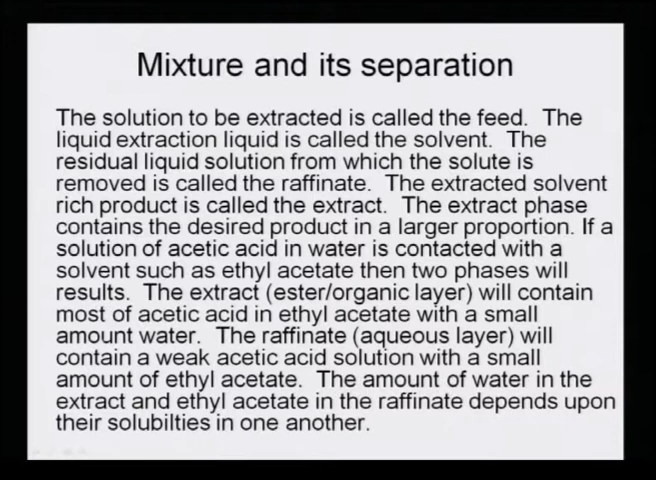 Mixture and its separation
The solution to be extracted is called the feed. The
liquid extraction liquid is called the solvent. The
residual liquid solution from which the solute is
removed is called the raffinate. The extracted solvent
rich product is called the extract. The extract phase
contains the desired product in a larger proportion. If a
solution of acetic acid in water is contacted with a
solvent such as ethyl acetate then two phases will
results. The extract (ester/organic layer) will contain
most of acetic acid in ethyl acetate with a small
amount water. The raffinate (aqueous layer) will
contain a weak acetic acid solution with a small
amount of ethyl acetate. The amount of water in the
extract and ethyl acetate in the raffinate depends upon
their solubilties in one another.